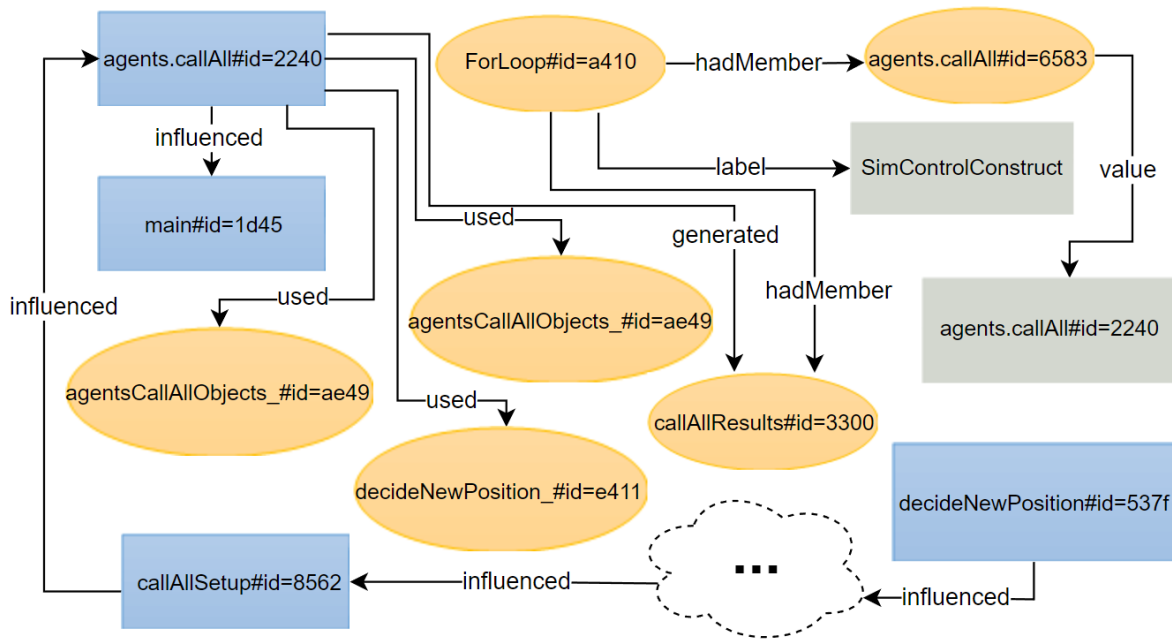 agents.callAll#id=2240
ForLoop#id=a410
hadMember
agents.callAll#id=6583
influenced
label
SimControlConstruct
value
main#id=1d45
used
generated
influenced
used
hadMember
agentsCallAllObjects_#id=ae49
agents.callAll#id=2240
agentsCallAllObjects_#id=ae49
used
callAllResults#id=3300
decideNewPosition_#id=e411
decideNewPosition#id=537f
callAllSetup#id=8562
influenced
...
influenced